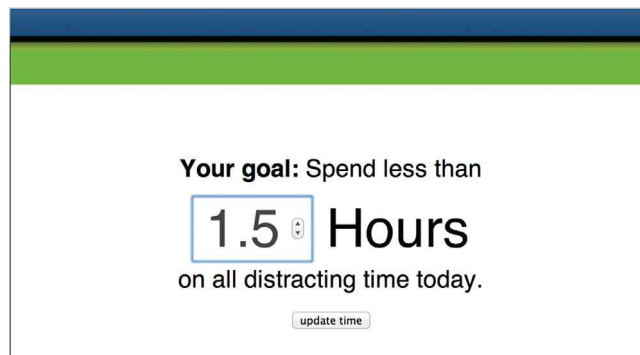 Your goal: Spend less than
1.5 Hours
on all distracting time today.
update time